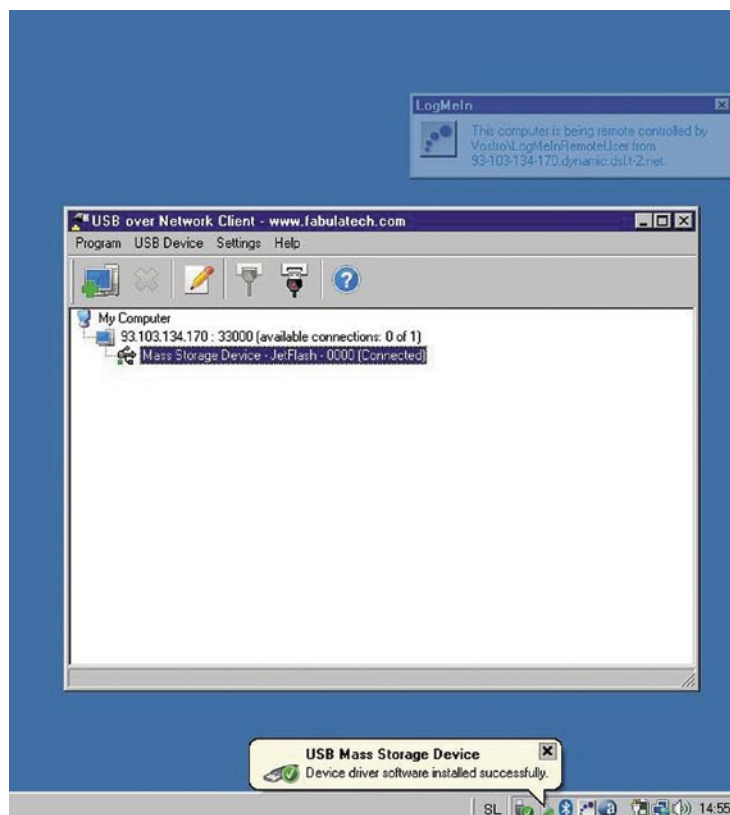 LogMeIn
This computer is being remote controlled by
Vostro\LogMeInRemoteUser from
93-103-134-170.dynamic.dsl.t-2.net.
USB over Network Client - www.fabulatech.com
Program USB Device Settings Help
My Computer
93.103.134.170 : 33000 (available connections: 0 of 1)
Mass Storage Device - JetFlash - 0000 (Connected)
USB Mass Storage Device
Device driver software installed successfully.
SL 14:55